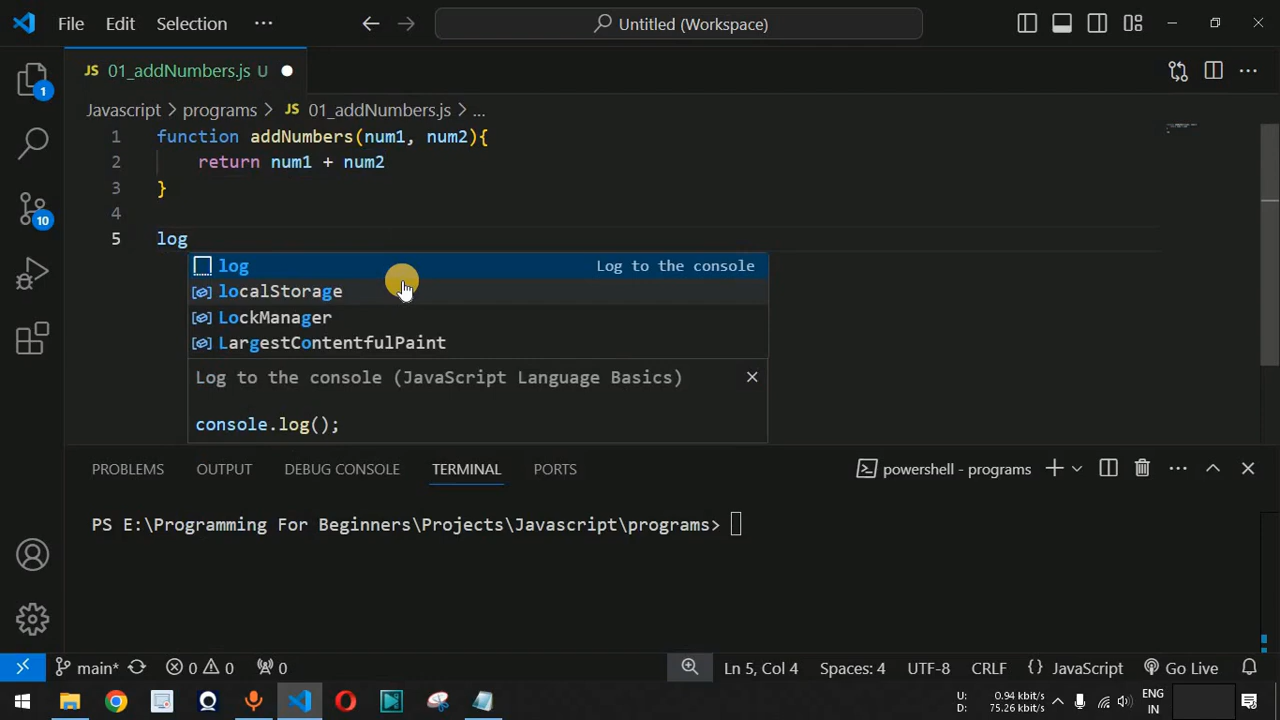 File Edit Selection ··· Untitled (Workspace)
JS 01_addNumbers.js U
1
Javascript > programs > JS 01_addNumbers.js > ...
1 function addNumbers(num1, num2){
2 return num1 + num2
3 }
4
5 log
log Log to the console
localStorage
LockManager
LargestContentfulPaint
Log to the console (JavaScript Language Basics)
console.log();
10
PROBLEMS OUTPUT DEBUG CONSOLE TERMINAL PORTS powershell - programs
PS E:\Programming For Beginners\Projects\Javascript\programs>
main* 0 0 0 Ln 5, Col 4 Spaces: 4 UTF-8 CRLF {} JavaScript Go Live
U: 0.94 kbit/s
D: 75.26 kbit/s
ENG
IN